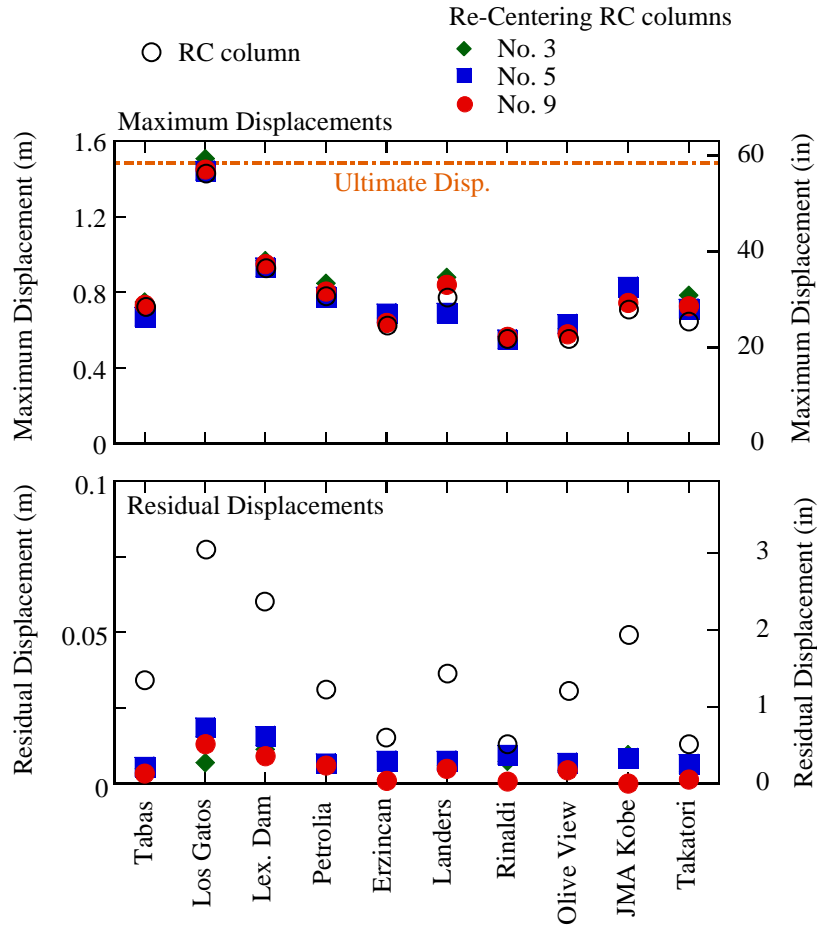 Re-Centering RC columns
RC column
No. 3
No. 5
No. 9
Maximum Displacements
Maximum Displacement (m)
1.6
1.2
0.8
0.4
0
Ultimate Disp.
60
40
20
0
Maximum Displacement (in)
Residual Displacements
Residual Displacement (m)
0.1
0.05
0
3
2
1
0
Residual Displacement (in)
Tabas
Los Gatos
Lex. Dam
Petrolia
Erzincan
Landers
Rinaldi
Olive View
JMA Kobe
Takatori